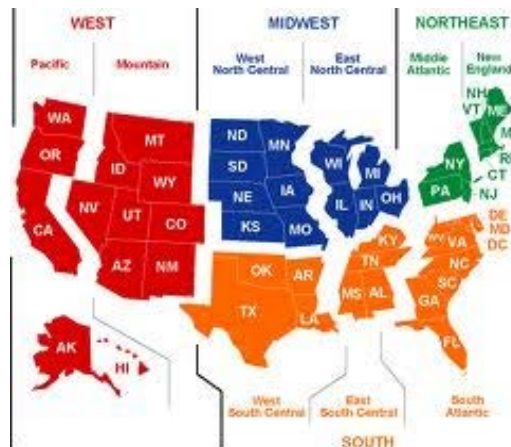 WEST
MIDWEST
NORTHEAST
Pacific
Mountain
West
North Central
East
North Central
Middle
Atlantic
New
England
WA
OR
CA
NV
ID
MT
WY
UT
CO
AZ
NM
AK
HI
ND
SD
NE
KS
MN
IA
MO
WI
MI
IL
IN
OH
NH
VT
ME
M
RI
CT
NJ
NY
PA
DE
MD
DC
WV
VA
NC
SC
GA
FL
KY
TN
MS
AL
OK
AR
TX
LA
West
South Central
East
South Central
South
Atlantic
SOUTH